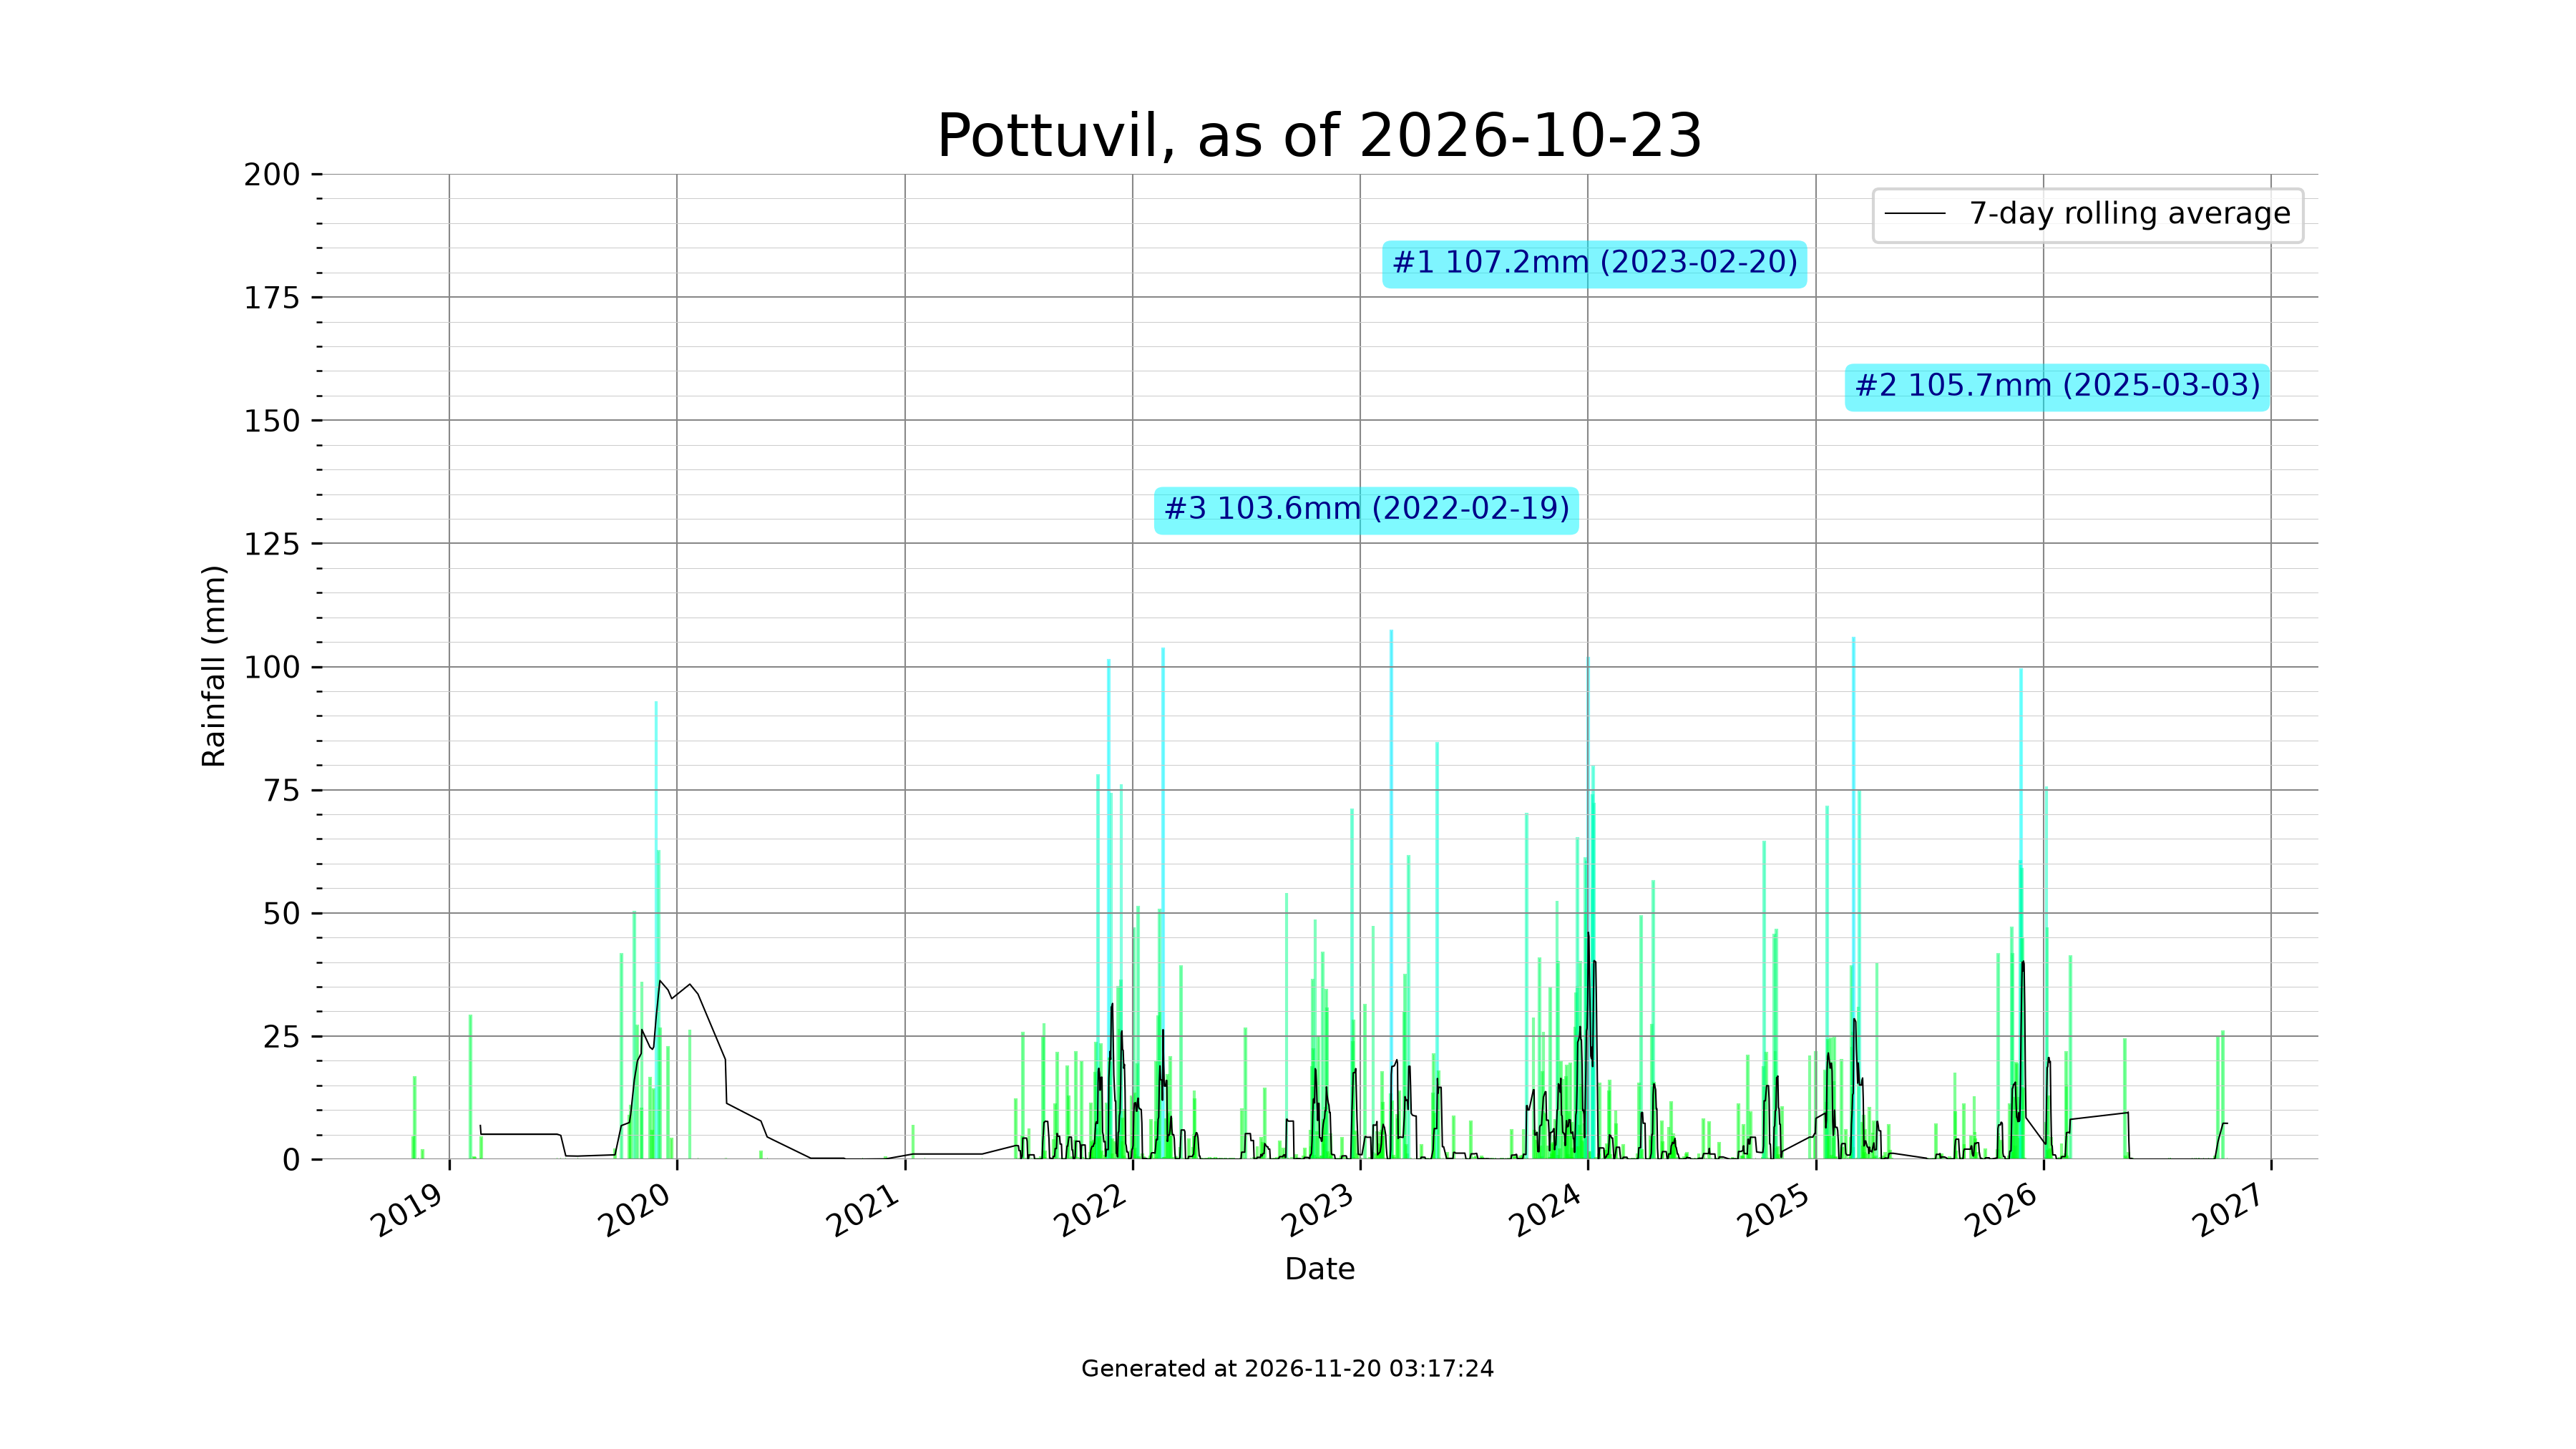 Pottuvil, as of 2026-10-23
200
175
150
125
100
75
50
25
0
Rainfall (mm)
7-day rolling average
#1 107.2mm (2023-02-20)
#2 105.7mm (2025-03-03)
#3 103.6mm (2022-02-19)
2019
2020
2021
2022
2023
2024
2025
2026
2027
Date
Generated at 2026-11-20 03:17:24